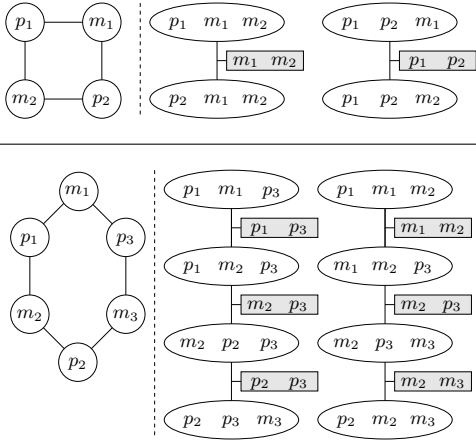 p₁ m₁
m₂ p₂
p₁ m₁ m₂
m₁ m₂
p₂ m₁ m₂
p₁ p₂ m₁
p₁ p₂
p₁ p₂ m₂
m₁
p₁ p₃
m₂ m₃
p₂
p₁ m₁ p₃
p₁ p₃
p₁ m₂ p₃
m₂ p₃
m₂ p₂ p₃
p₂ p₃
p₂ p₃ m₃
p₁ m₁ m₂
m₁ m₂
m₁ m₂ p₃
m₂ p₃
m₂ p₃ m₃
m₂ m₃
p₂ m₂ m₃